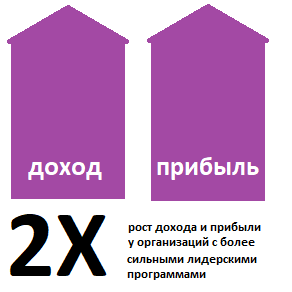 доход
прибыль
2X
рост дохода и прибыли
у организаций с более
сильными лидерскими
программами